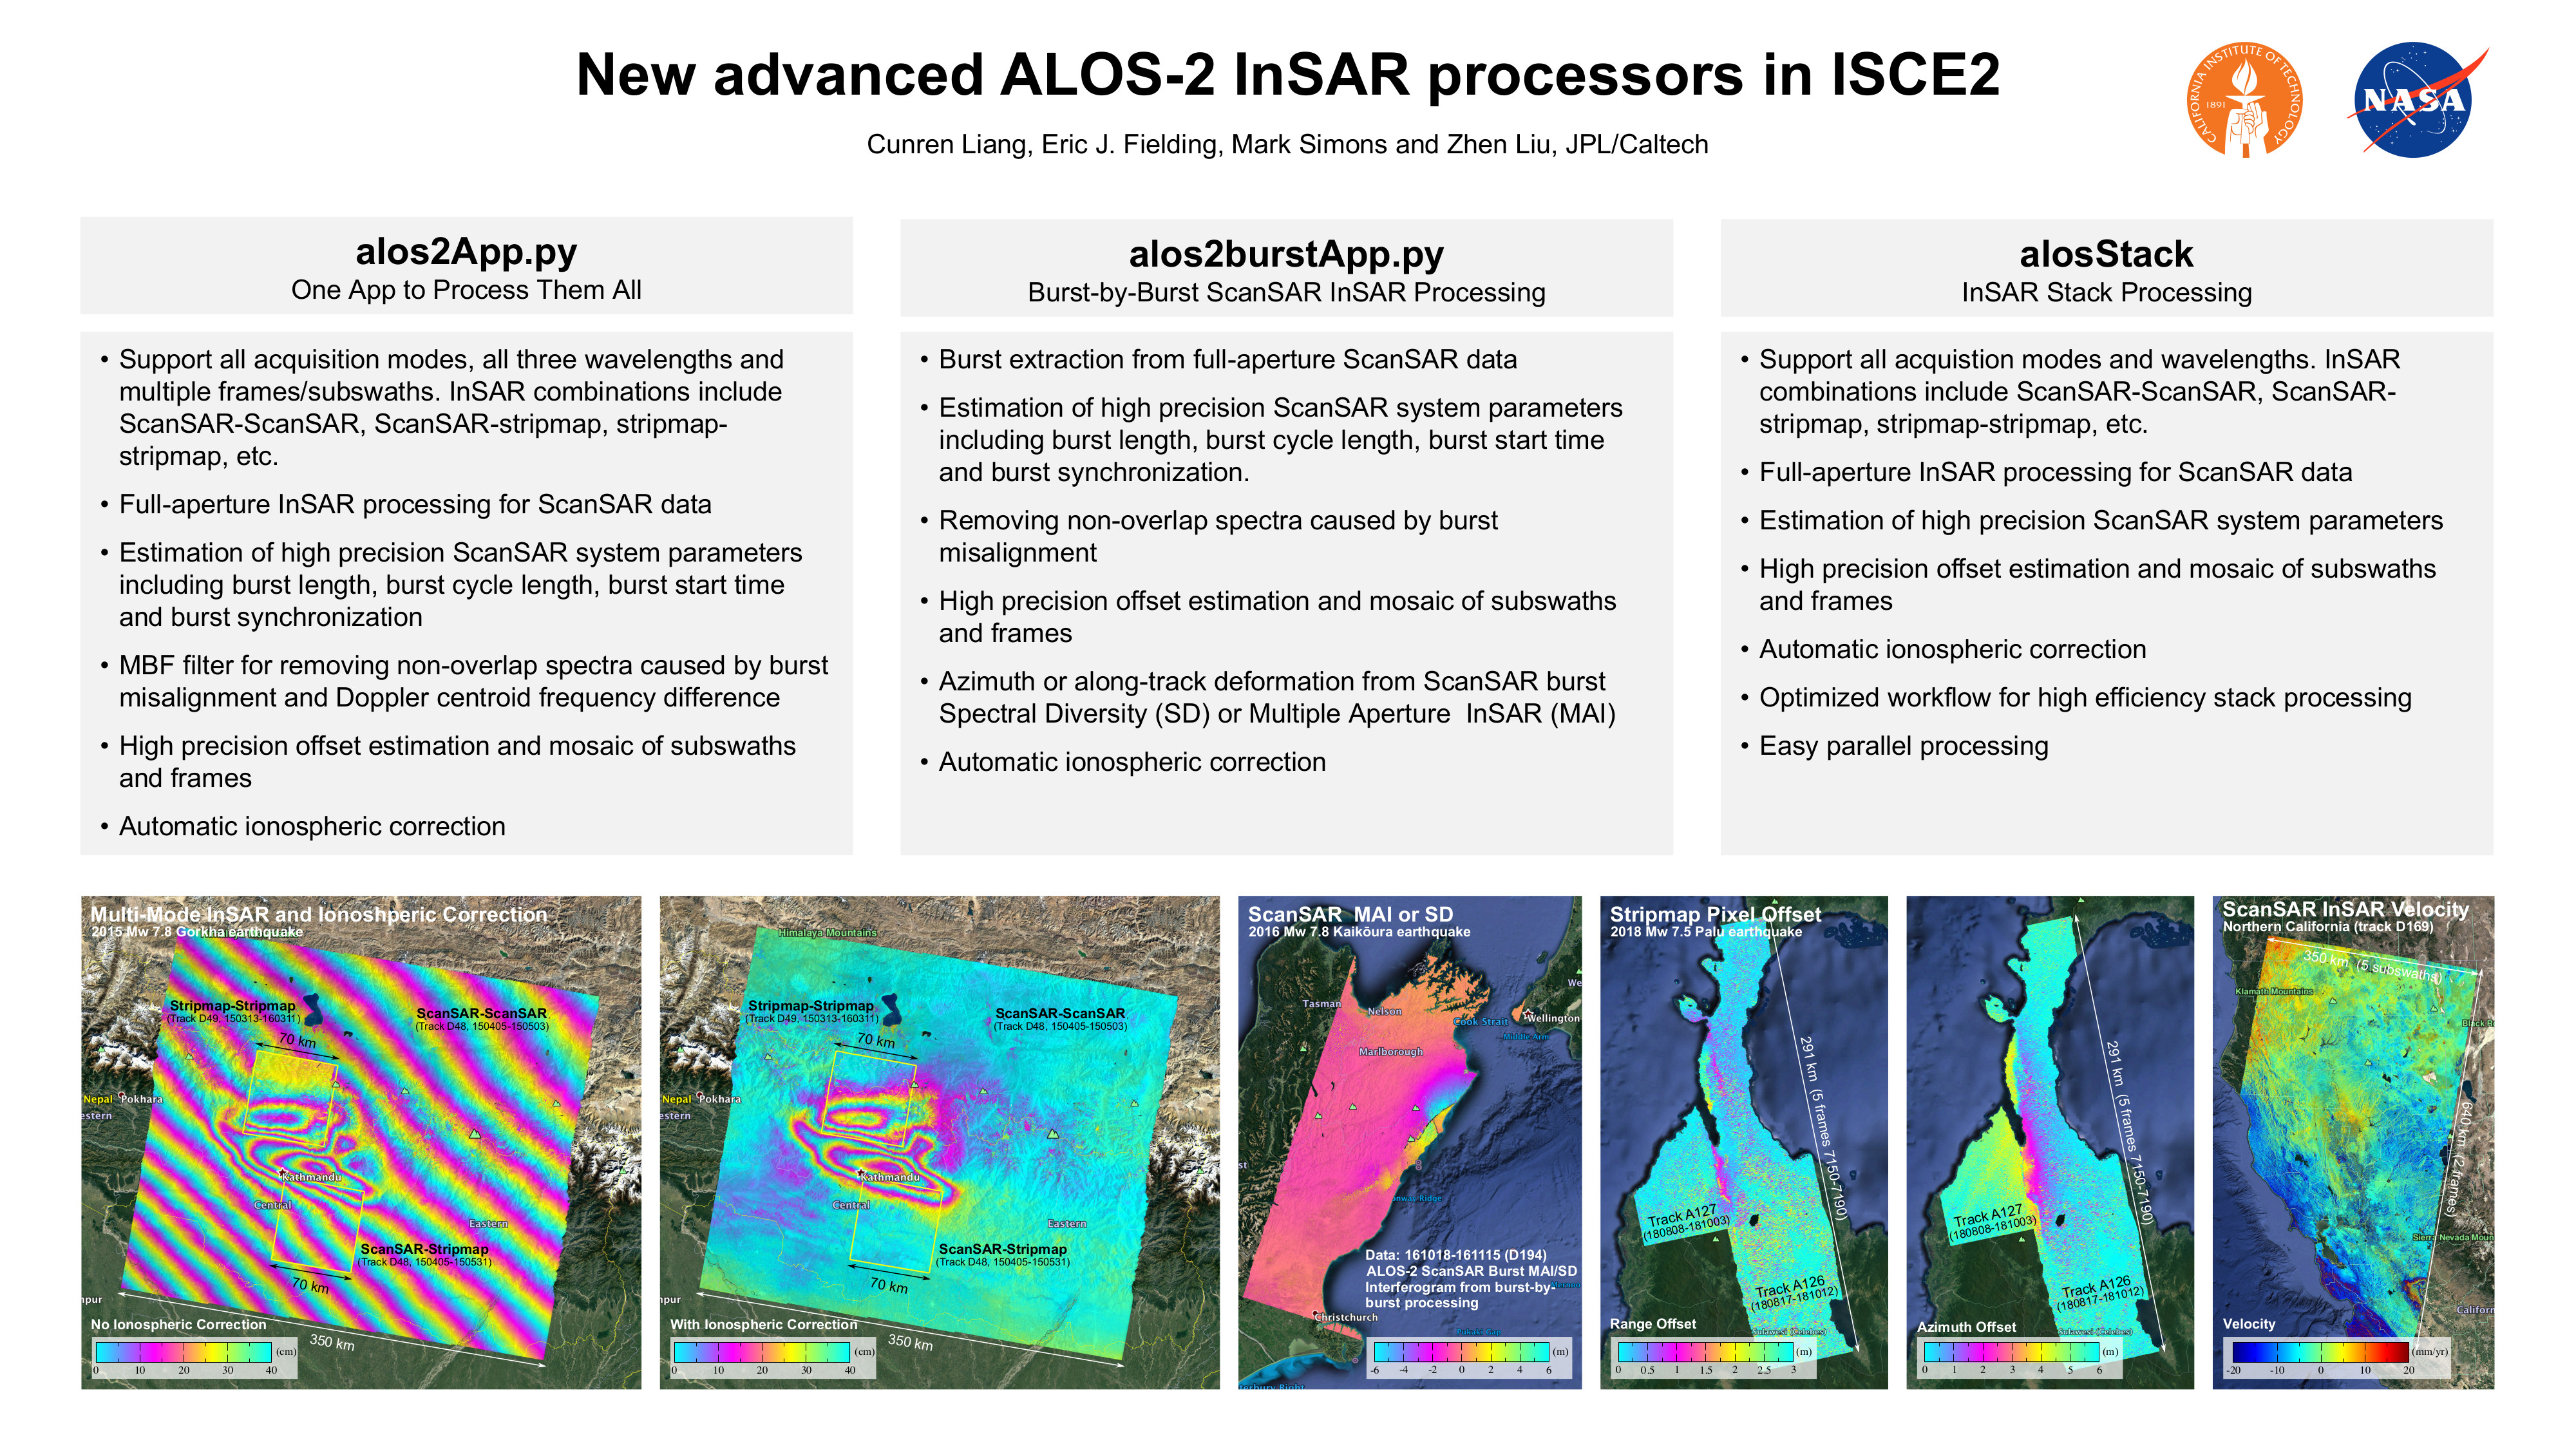 New advanced ALOS-2 InSAR processors in ISCE2
Cunren Liang, Eric J. Fielding, Mark Simons and Zhen Liu, JPL/Caltech
CALIFORNIA INSTITUTE OF TECHNOLOGY
1891
NASA
alos2App.py
One App to Process Them All
• Support all acquisition modes, all three wavelengths and
multiple frames/subswaths. InSAR combinations include
ScanSAR-ScanSAR, ScanSAR-stripmap, stripmap-
stripmap, etc.
• Full-aperture InSAR processing for ScanSAR data
• Estimation of high precision ScanSAR system parameters
including burst length, burst cycle length, burst start time
and burst synchronization
• MBF filter for removing non-overlap spectra caused by burst
misalignment and Doppler centroid frequency difference
• High precision offset estimation and mosaic of subswaths
and frames
• Automatic ionospheric correction
alos2burstApp.py
Burst-by-Burst ScanSAR InSAR Processing
• Burst extraction from full-aperture ScanSAR data
• Estimation of high precision ScanSAR system parameters
including burst length, burst cycle length, burst start time
and burst synchronization.
• Removing non-overlap spectra caused by burst
misalignment
• High precision offset estimation and mosaic of subswaths
and frames
• Azimuth or along-track deformation from ScanSAR burst
Spectral Diversity (SD) or Multiple Aperture  InSAR (MAI)
• Automatic ionospheric correction
alosStack
InSAR Stack Processing
• Support all acquistion modes and wavelengths. InSAR
combinations include ScanSAR-ScanSAR, ScanSAR-
stripmap, stripmap-stripmap, etc.
• Full-aperture InSAR processing for ScanSAR data
• Estimation of high precision ScanSAR system parameters
• High precision offset estimation and mosaic of subswaths
and frames
• Automatic ionospheric correction
• Optimized workflow for high efficiency stack processing
• Easy parallel processing
Multi-Mode InSAR and Ionoshperic Correction
2015 Mw 7.8 Gorkha earthquake
Stripmap-Stripmap
(Track D49, 150313-160311)
ScanSAR-ScanSAR
(Track D48, 150405-150503)
70 km
Nepal
Pokhara
estern
Kathmandu
Central
Eastern
ScanSAR-Stripmap
(Track D48, 150405-150531)
70 km
npur
No Ionospheric Correction
350 km
(cm)
0 10 20 30 40
Himalaya Mountains
Stripmap-Stripmap
(Track D49, 150313-160311)
ScanSAR-ScanSAR
(Track D48, 150405-150503)
70 km
Nepal
Pokhara
estern
Kathmandu
Central
Eastern
ScanSAR-Stripmap
(Track D48, 150405-150531)
70 km
npur
With Ionospheric Correction
350 km
(cm)
0 10 20 30 40
ScanSAR  MAI or SD
2016 Mw 7.8 Kaikōura earthquake
We
Tasman
Nelson
Cook Strait
Wellington
Middle Arm
Marlborough
st
Ridge
Data: 161018-161115 (D194)
ALOS-2 ScanSAR Burst MAI/SD
Interferogram from burst-by-
burst processing
Christchurch
(m)
-6 -4 -2 0 2 4 6
Stripmap Pixel Offset
2018 Mw 7.5 Palu earthquake
291 km  (5 frames 7150-7190)
Track A127
(180808-181003)
Track A126
(180817-181012)
Range Offset
Sulawesi (Celebes)
(m)
0 0.5 1 1.5 2 2.5 3
291 km  (5 frames 7150-7190)
Track A127
(180808-181003)
Track A126
(180817-181012)
Azimuth Offset
Sulawesi (Celebes)
(m)
0 1 2 3 4 5 6
ScanSAR InSAR Velocity
Northern California (track D169)
350 km  (5 subswaths)
Klamath Mountains
Black R
640 km  (2 frames)
Sierra Nevada Moun
Californ
Velocity
(mm/yr)
-20 -10 0 10 20